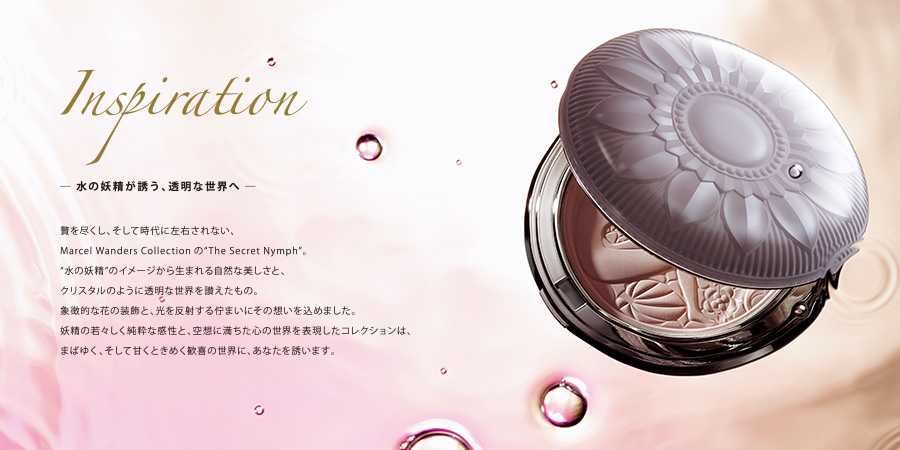 Inspiration
― 水の妖精が誘う、透明な世界へ ―
贅を尽くし、そして時代に左右されない、
Marcel Wanders Collection の“The Secret Nymph”。
“水の妖精”のイメージから生まれる自然な美しさと、
クリスタルのように透明な世界を讃えたもの。
象徴的な花の装飾と、光を反射する佇まいにその想いを込めました。
妖精の若々しく純粋な感性と、空想に満ちた心の世界を表現したコレクションは、
まばゆく、そして甘くときめく歓喜の世界に、あなたを誘います。